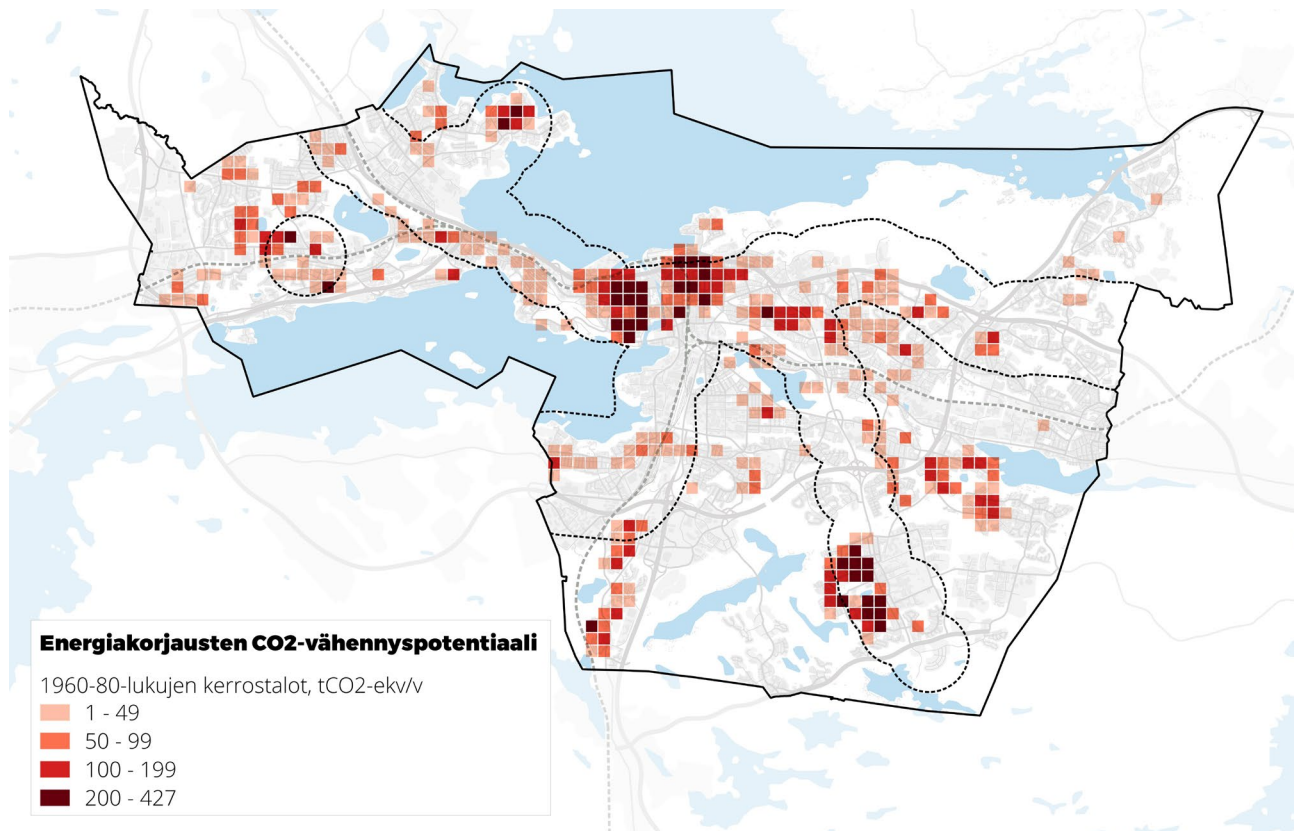 Energiakorjausten CO2-vähennyspotentiaali
1960-80-lukujen kerrostalot, tCO2-ekv/v
1 - 49
50 - 99
100 - 199
200 - 427